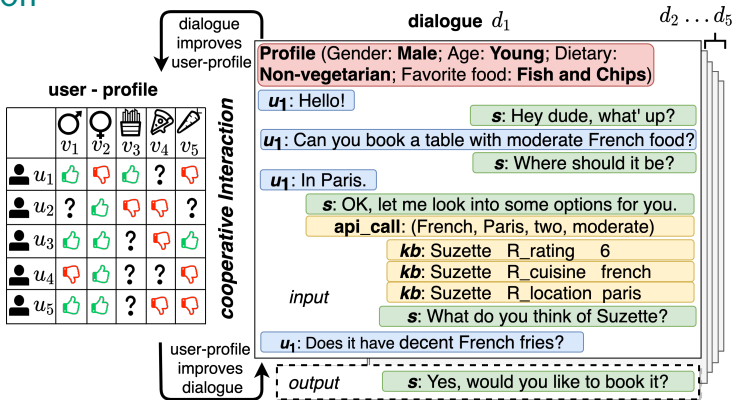 dialogue
improves
user-profile
user - profile
v1 v2 v3 v4 v5
u1 ?
u2 ? ?
u3 ?
u4 ? ?
u5 ?
cooperative Interaction
user-profile
improves
dialogue
dialogue d1
d2 ... d5
Profile (Gender: Male; Age: Young; Dietary:
Non-vegetarian; Favorite food: Fish and Chips)
u1: Hello!
s: Hey dude, what' up?
u1: Can you book a table with moderate French food?
s: Where should it be?
u1: In Paris.
s: OK, let me look into some options for you.
api_call: (French, Paris, two, moderate)
kb: Suzette R_rating 6
kb: Suzette R_cuisine french
kb: Suzette R_location paris
input
s: What do you think of Suzette?
u1: Does it have decent French fries?
output
s: Yes, would you like to book it?